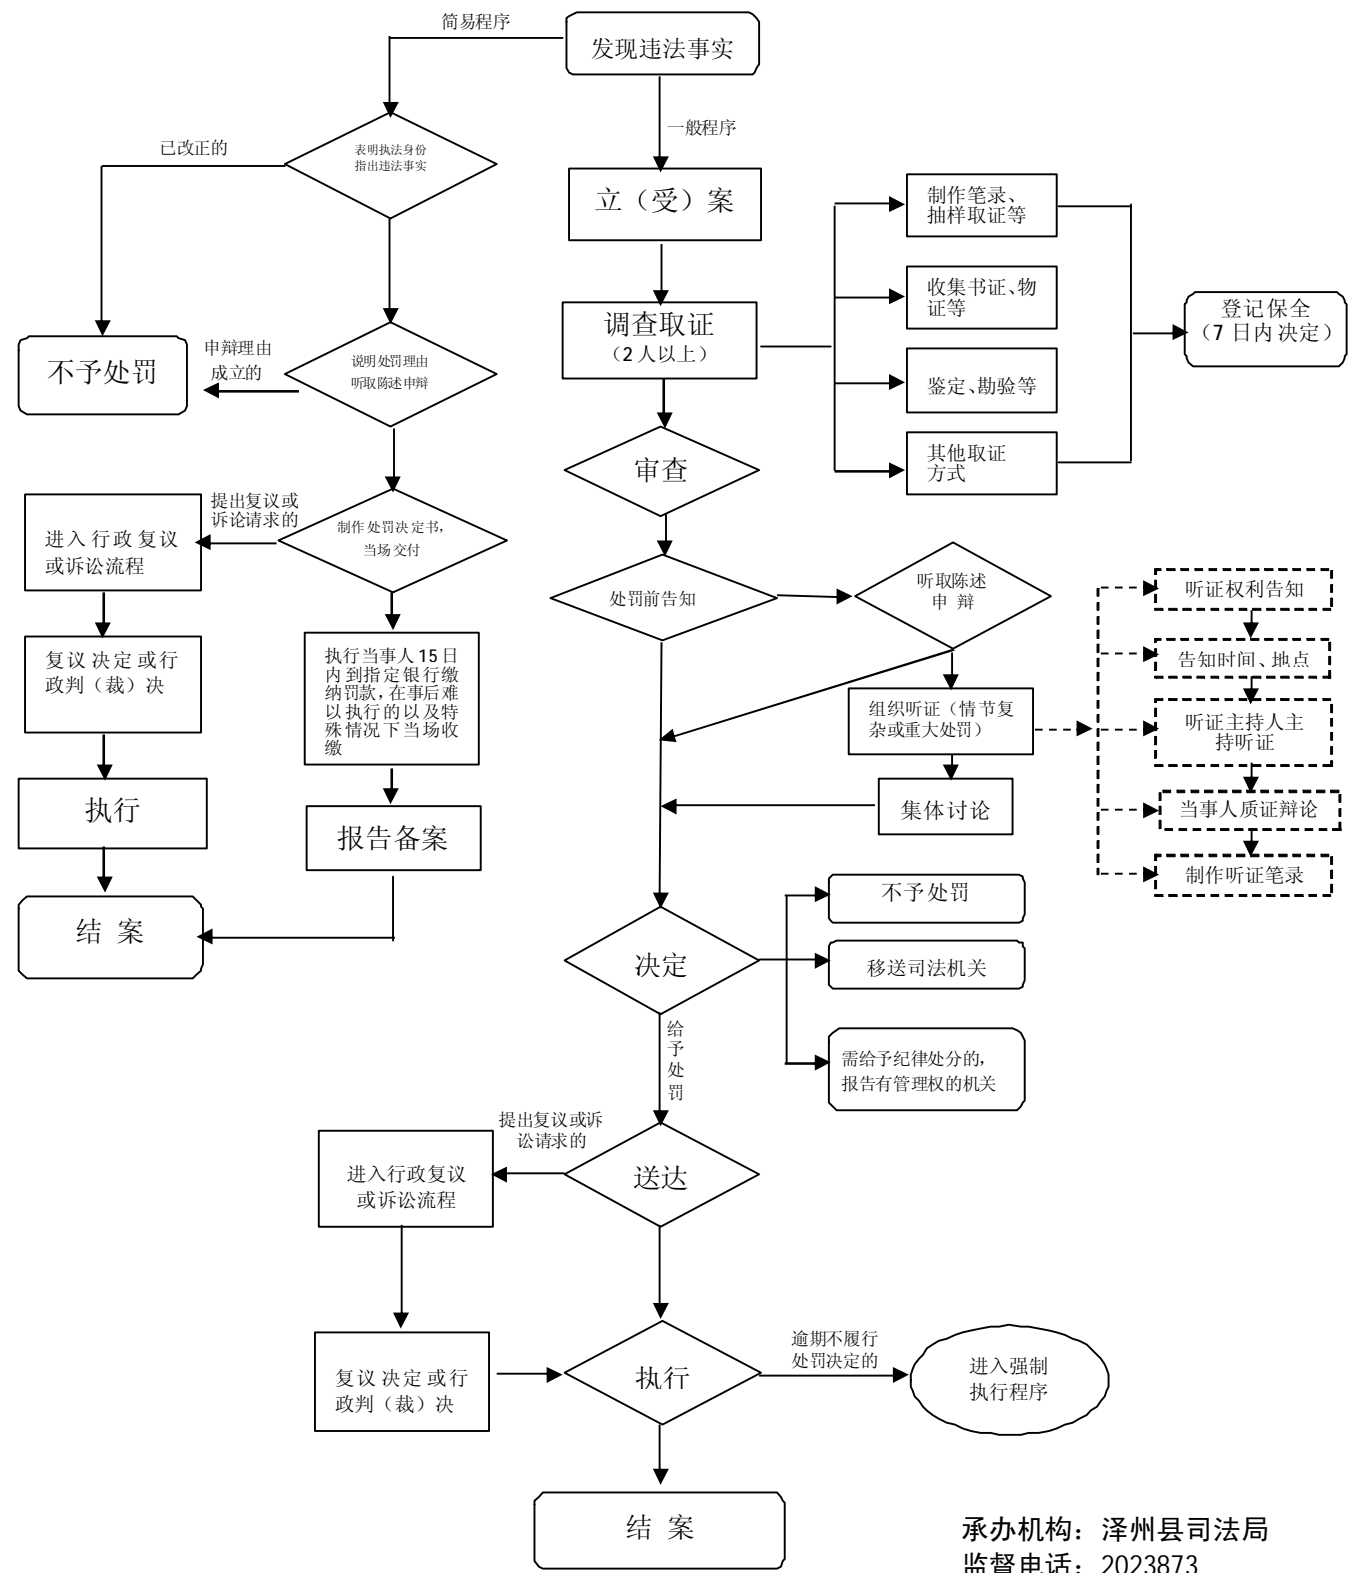 简易程序
发现违法事实
一般程序
已改正的
表明执法身份
指出违法事实
立（受）案
制作笔录、
抽样取证等
收集书证、物
证等
登记保全
（7 日内决定）
调查取证
（2人以上）
申辩理由
成立的
不予处罚
说明处罚理由
听取陈述申辩
鉴定、勘验等
其他取证
方式
审查
提出复议或
诉论请求的
进入行政复议
或诉讼流程
制作处罚决定书，
当场交付
处罚前告知
听取陈述
申 辩
听证权利告知
复议决定或行
政判（裁）决
执行当事人15日
内到指定银行缴
纳罚款，在事后难
以执行的以及特
殊情况下当场收
缴
告知时间、地点
组织听证（情节复
杂或重大处罚）
听证主持人主
持听证
执行
报告备案
集体讨论
当事人质证辩论
制作听证笔录
结 案
不予处罚
决定
移送司法机关
给
予
处
罚
需给予纪律处分的，
报告有管理权的机关
提出复议或诉
讼请求的
进入行政复议
或诉讼流程
送达
逾期不履行
处罚决定的
复议决定或行
政判（裁）决
执行
进入强制
执行程序
结 案
承办机构：泽州县司法局
监督电话：2023873